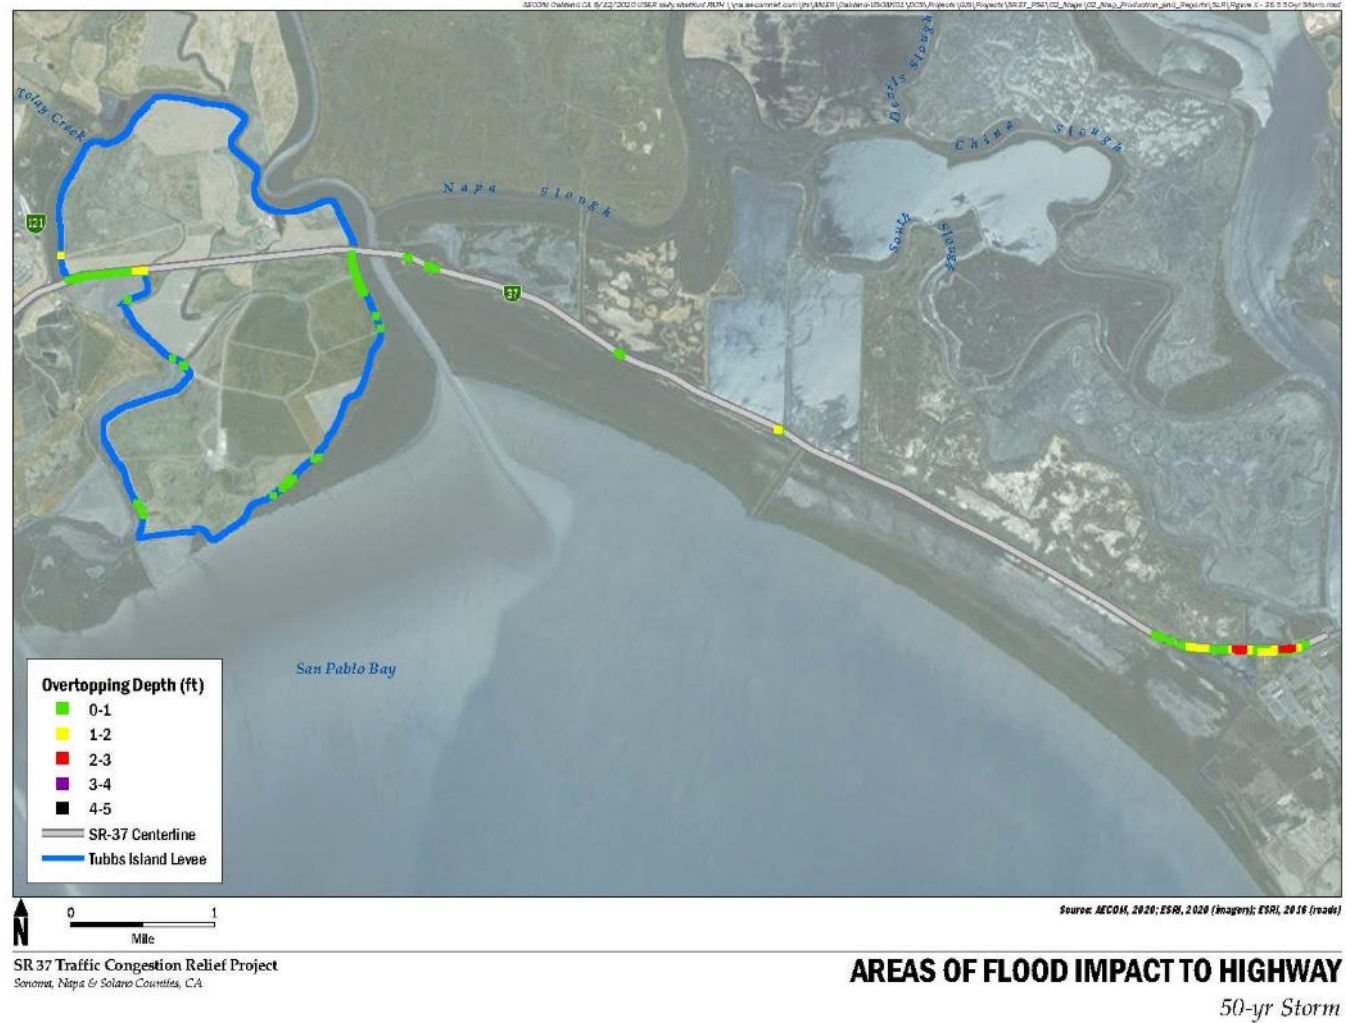 Devils Slough
China Slough
Creek
Napa Slough
121
South Slough
37
San Pablo Bay
Overtopping Depth (ft)
0-1
1-2
2-3
3-4
4-5
SR-37 Centerline
Tubbs Island Levee
N
0 1
Mile
Source: AECOM, 2020; ESRI, 2020 (imagery); ESRI, 2016 (roads)
SR 37 Traffic Congestion Relief Project
Sonoma, Napa & Solano Counties, CA
AREAS OF FLOOD IMPACT TO HIGHWAY
50-yr Storm